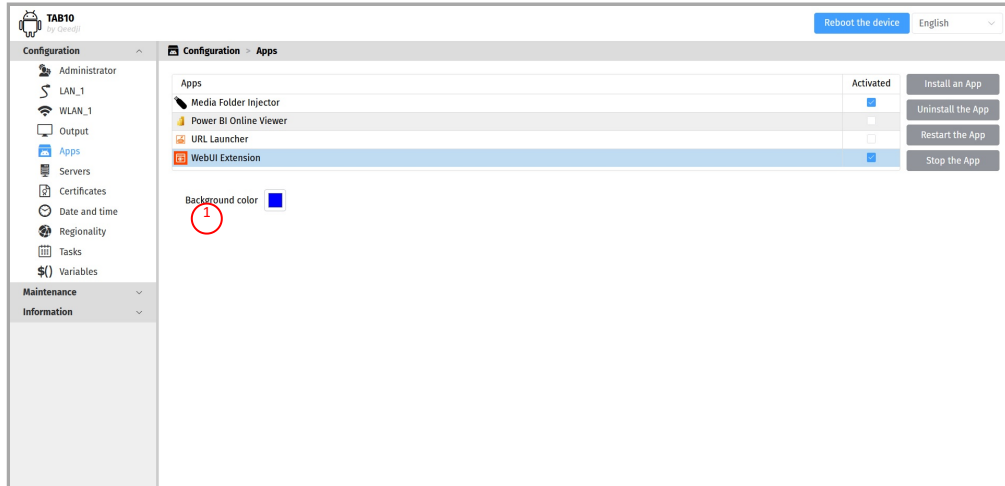 TAB10
by Qeedji
Reboot the device
English
Configuration
Configuration > Apps
Administrator
LAN_1
WLAN_1
Output
Apps
Servers
Certificates
Date and time
Regionality
Tasks
$() Variables
Maintenance
Information
Apps Activated
Media Folder Injector
Power BI Online Viewer
URL Launcher
WebUI Extension
Install an App
Uninstall the App
Restart the App
Stop the App
Background color
1